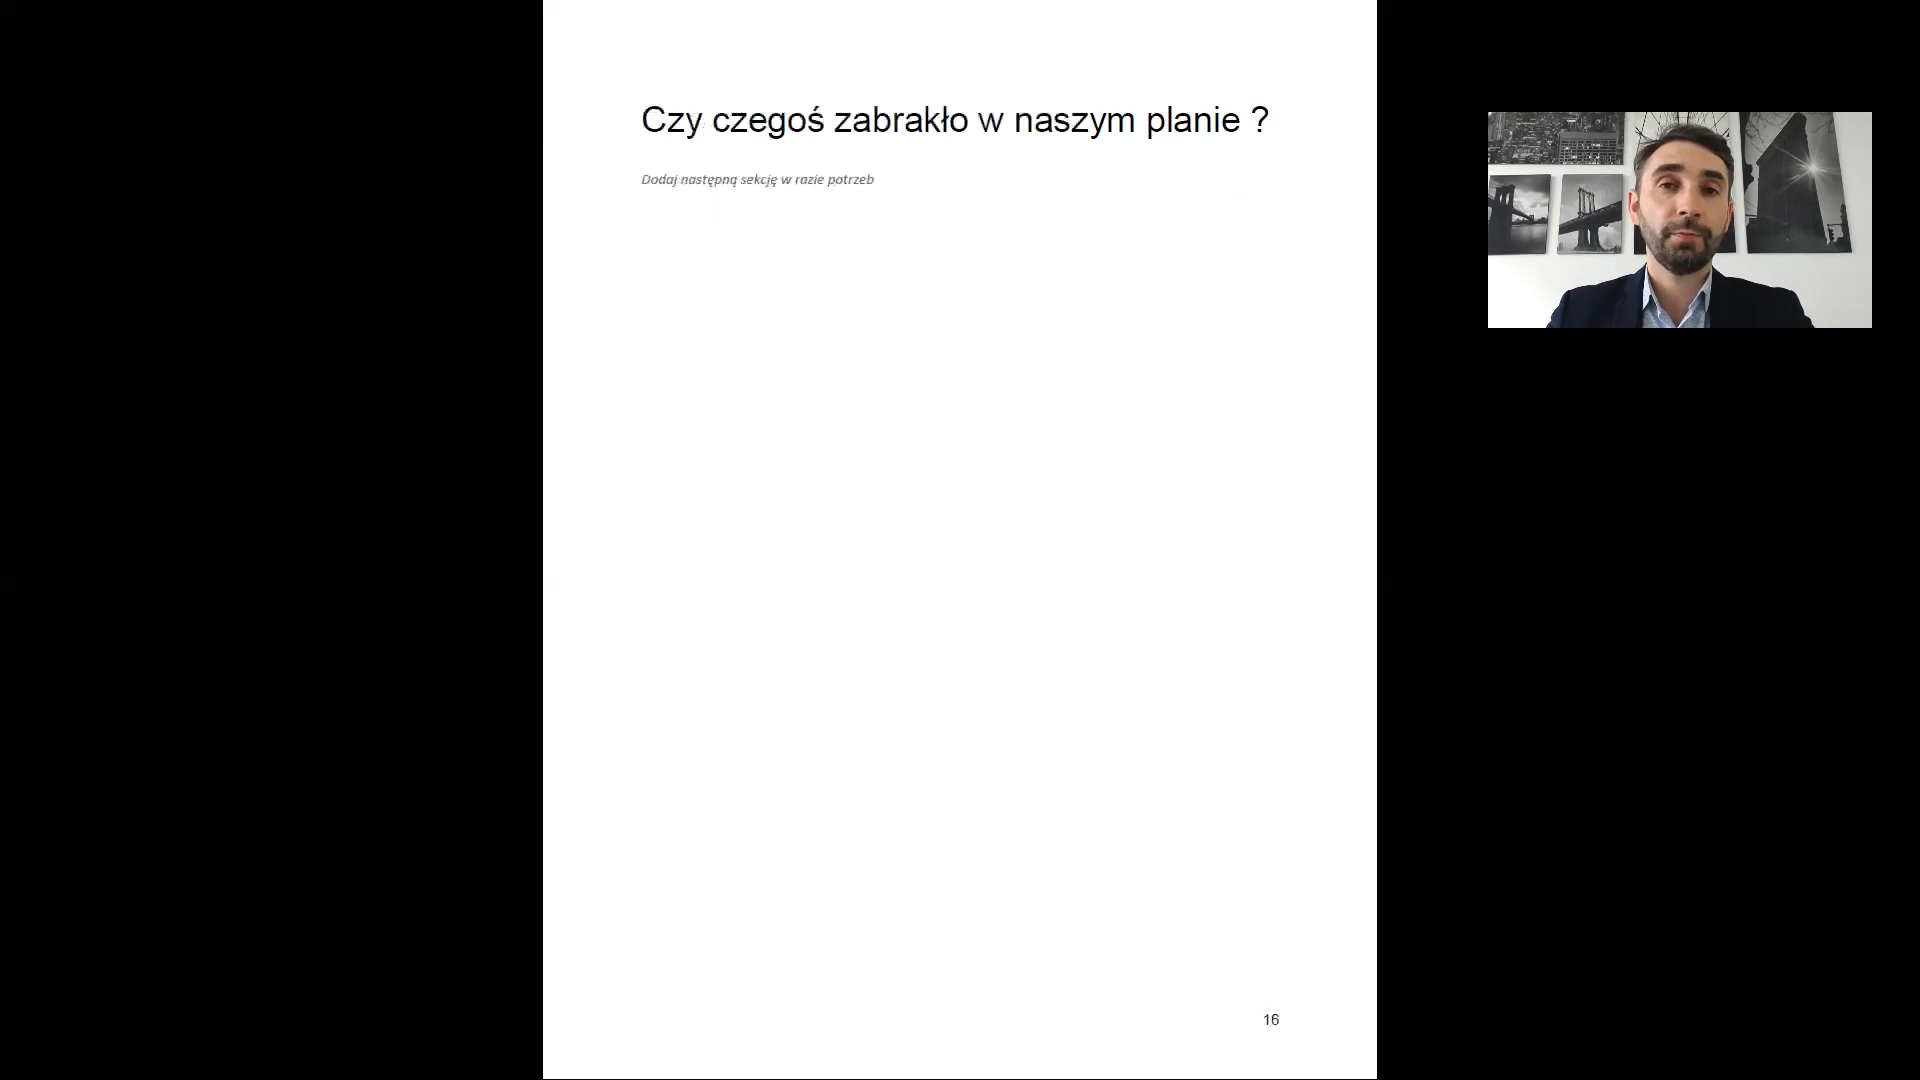 Czy czegoś zabrakło w naszym planie ?
Dodaj następną sekcję w razie potrzeb
16